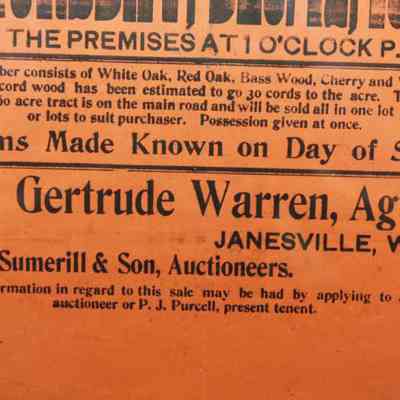 THE PREMISES AT 1 O'CLOCK P.
ber consists of White Oak, Red Oak, Bass Wood, Cherry and
cord wood has been estimated to go 30 cords to the acre. T
60 acre tract is on the main road and will be sold all in one lot
or lots to suit purchaser. Possession given at once.
ms Made Known on Day of S
Gertrude Warren, Ag
JANESVILLE, W
Sumerill & Son, Auctioneers.
ormation in regard to this sale may be had by applying to
auctioneer or P. J. Purcell, present tenent.